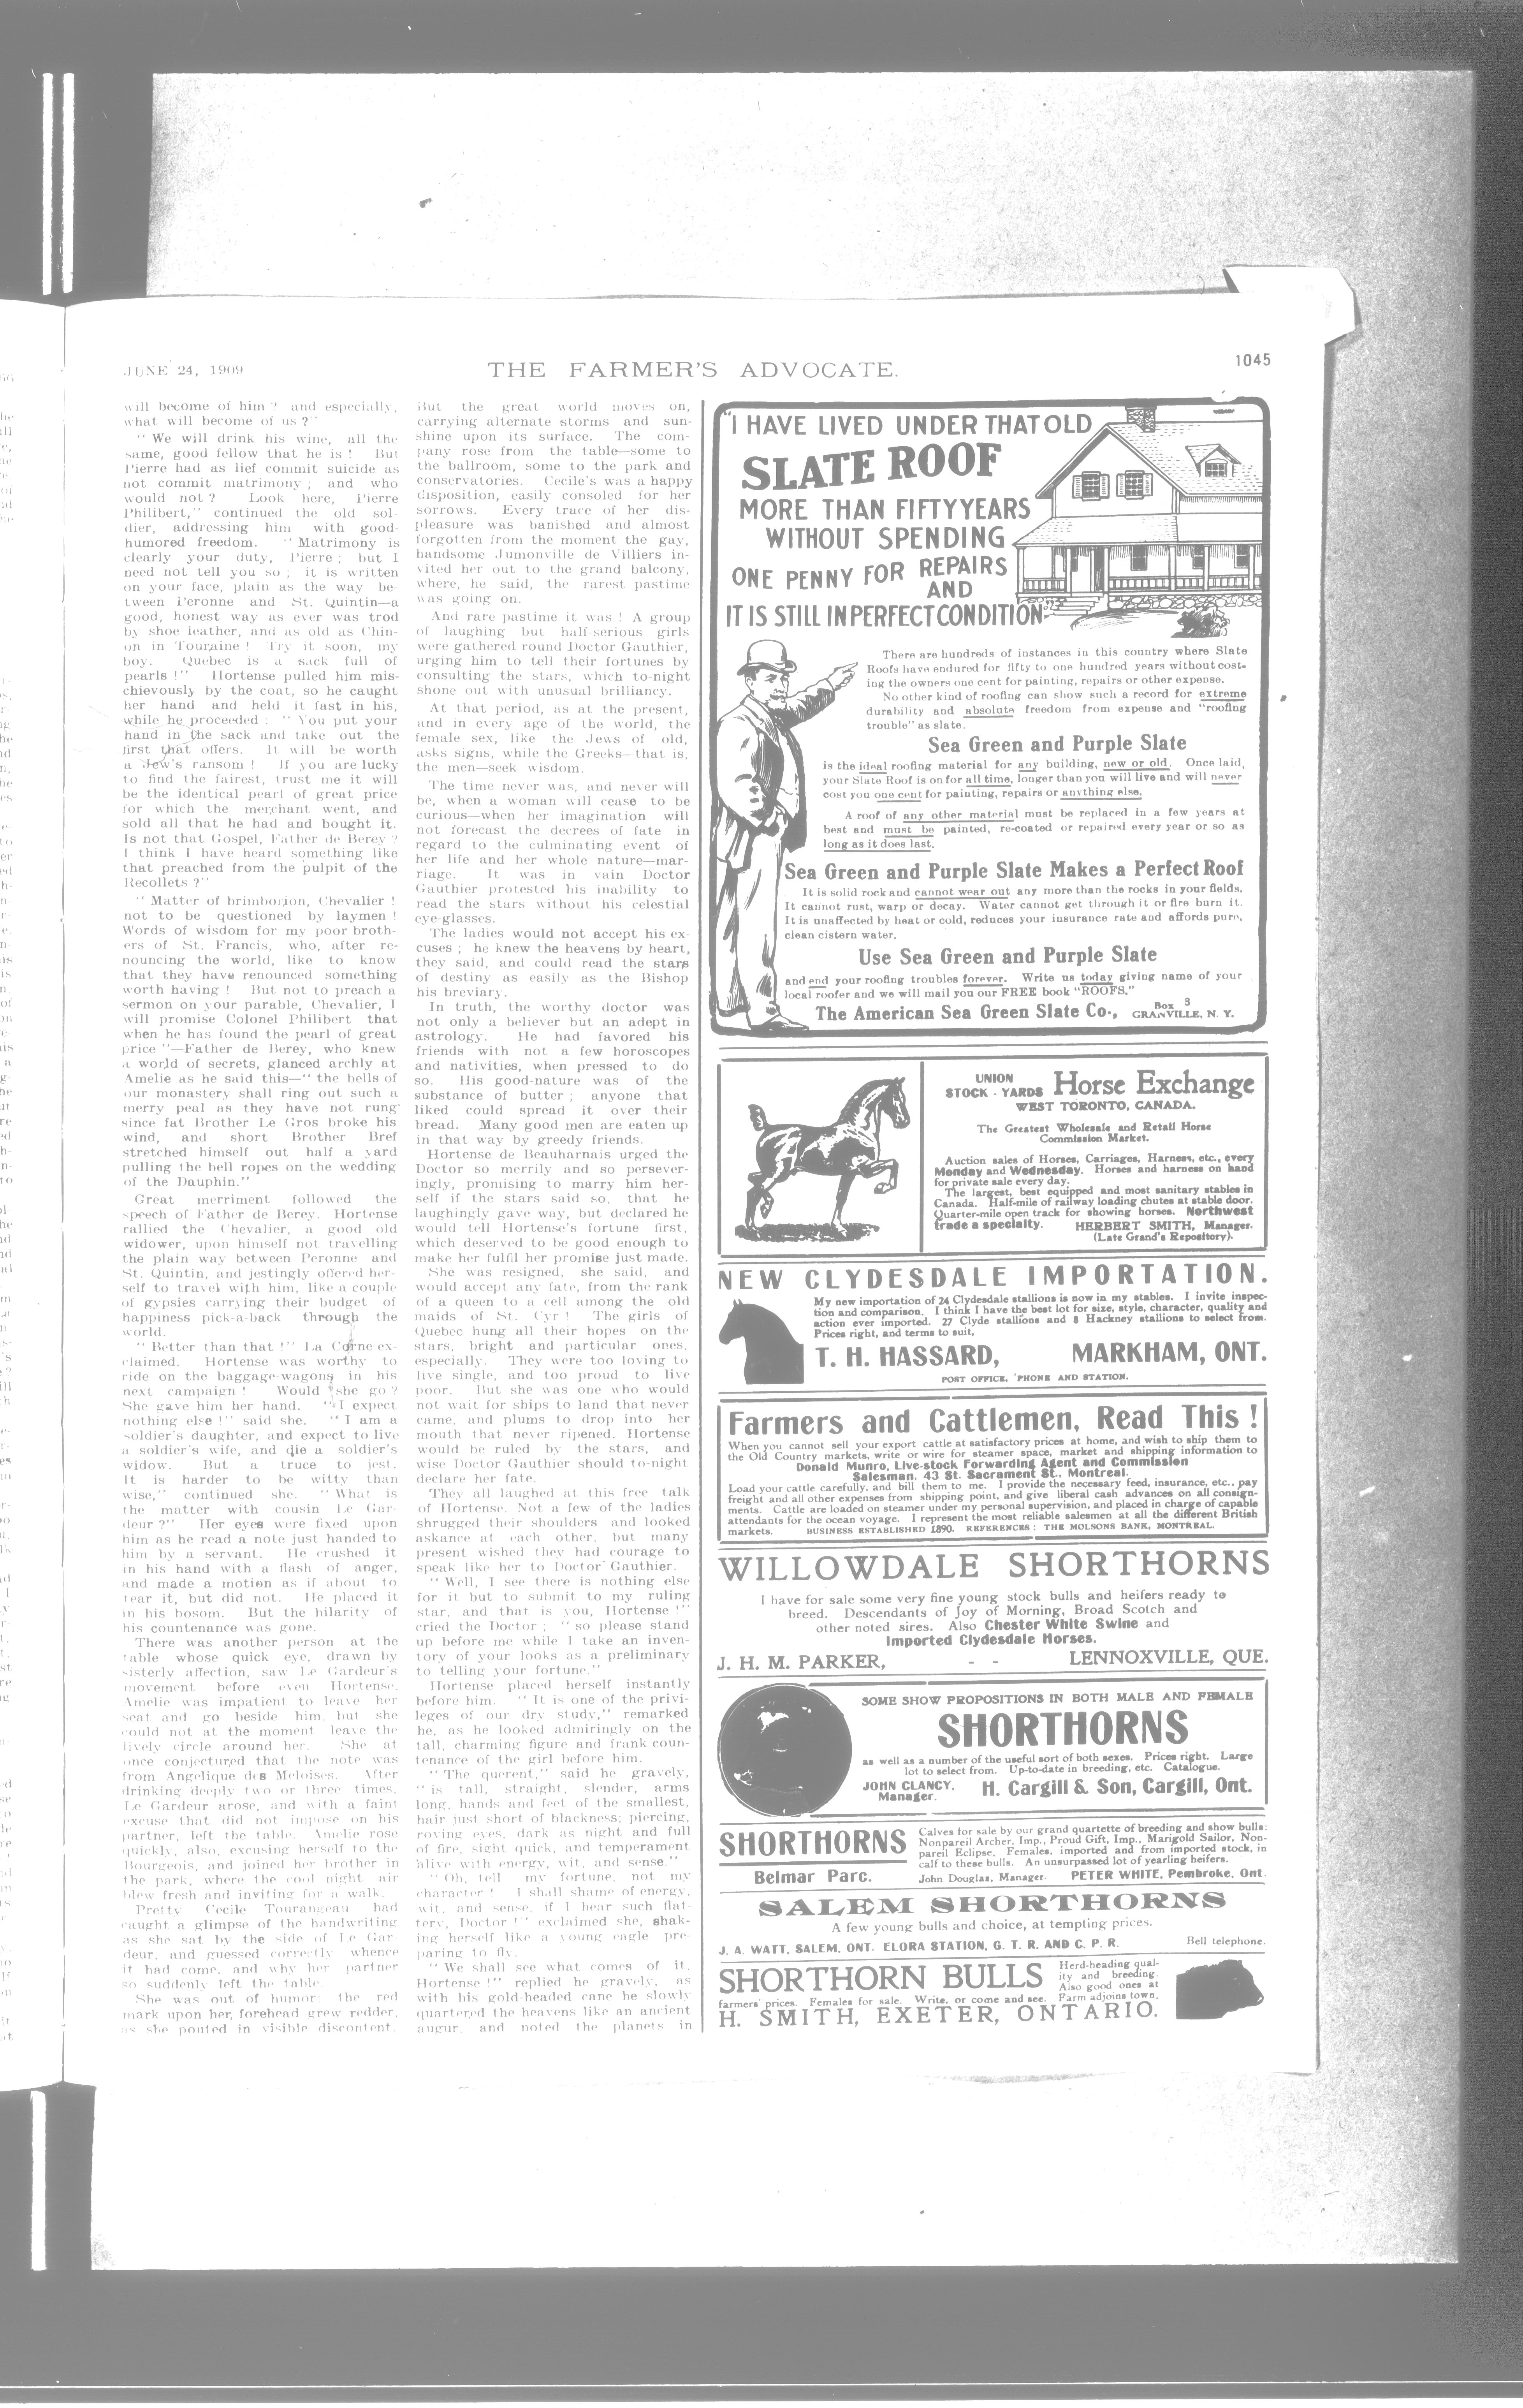 JUNE 24, 1909
THE FARMER'S ADVOCATE.
1045
will become of him ? and especially,
what will become of us ?"
" We will drink his wine, all the
same, good fellow that he is ! But
Pierre had as lief commit suicide as
not commit matrimony ; and who
would not ? Look here, Pierre
Philibert," continued the old sol-
dier, addressing him with good-
humored freedom. " Matrimony is
clearly your duty, Pierre ; but I
need not tell you so ; it is written
on your face, plain as the way be-
tween Peronne and St. Quintin—a
good, honest way as ever was trod
by shoe leather, and as old as Chin-
on in Touraine ! Try it soon, my
boy. Quebec is a sack full of
pearls !" Hortense pulled him mis-
chievously by the coat, so he caught
her hand and held it fast in his,
while he proceeded : " You put your
hand in the sack and take out the
first that offers. It will be worth
a Jew's ransom ! If you are lucky
to find the fairest, trust me it will
be the identical pearl of great price
for which the merchant went, and
sold all that he had and bought it.
Is not that Gospel, Father de Berey ?
I think I have heard something like
that preached from the pulpit of the
Recollets ?"
" Matter of brimborion, Chevalier !
not to be questioned by laymen !
Words of wisdom for my poor broth-
ers of St. Francis, who, after re-
nouncing the world, like to know
that they have renounced something
worth having ! But not to preach a
sermon on your parable, Chevalier, I
will promise Colonel Philibert that
when he has found the pearl of great
price "—Father de Berey, who knew
a world of secrets, glanced archly at
Amelie as he said this—" the bells of
our monastery shall ring out such a
merry peal as they have not rung
since fat Brother Le Gros broke his
wind, and short Brother Bref
stretched himself out half a yard
pulling the bell ropes on the wedding
of the Dauphin."
Great merriment followed the
speech of Father de Berey. Hortense
rallied the Chevalier, a good old
widower, upon himself not travelling
the plain way between Peronne and
St. Quintin, and jestingly offered her-
self to travel with him, like a couple
of gypsies carrying their budget of
happiness pick-a-back through the
world.
" Better than that !" La Corne ex-
claimed. Hortense was worthy to
ride on the baggage-wagons in his
next campaign ! Would she go ?
She gave him her hand. " I expect
nothing else !" said she. " I am a
soldier's daughter, and expect to live
a soldier's wife, and die a soldier's
widow. But a truce to jest.
It is harder to be witty than
wise," continued she. " What is
the matter with cousin Le Gar-
deur ?" Her eyes were fixed upon
him as he read a note just handed to
him by a servant. He crushed it
in his hand with a flash of anger,
and made a motion as if about to
tear it, but did not. He placed it
in his bosom. But the hilarity of
his countenance was gone.
There was another person at the
table whose quick eye, drawn by
sisterly affection, saw Le Gardeur's
movement before even Hortense.
Amelie was impatient to leave her
seat and go beside him, but she
could not at the moment leave the
lively circle around her. She at
once conjectured that the note was
from Angelique des Meloises. After
drinking deeply two or three times,
Le Gardeur arose, and with a faint
excuse that did not impose on his
partner, left the table. Amelie rose
quickly, also, excusing herself to the
Bourgeois, and joined her brother in
the park, where the cool night air
blew fresh and inviting for a walk.
Pretty Cecile Tourangeau had
caught a glimpse of the handwriting
as she sat by the side of Le Gar-
deur, and guessed correctly whence
it had come, and why her partner
so suddenly left the table.
She was out of humor; the red
mark upon her forehead grew redder,
as she pouted in visible discontent.
But the great world moves on,
carrying alternate storms and sun-
shine upon its surface. The com-
pany rose from the table—some to
the ballroom, some to the park and
conservatories. Cecile's was a happy
disposition, easily consoled for her
sorrows. Every trace of her dis-
pleasure was banished and almost
forgotten from the moment the gay,
handsome Jumonville de Villiers in-
vited her out to the grand balcony,
where, he said, the rarest pastime
was going on.
And rare pastime it was ! A group
of laughing but half-serious girls
were gathered round Doctor Gauthier,
urging him to tell their fortunes by
consulting the stars, which to-night
shone out with unusual brilliancy.
At that period, as at the present,
and in every age of the world, the
female sex, like the Jews of old,
asks signs, while the Greeks—that is,
the men—seek wisdom.
The time never was, and never will
be, when a woman will cease to be
curious—when her imagination will
not forecast the decrees of fate in
regard to the culminating event of
her life and her whole nature—mar-
riage. It was in vain Doctor
Gauthier protested his inability to
read the stars without his celestial
eye-glasses.
The ladies would not accept his ex-
cuses ; he knew the heavens by heart,
they said, and could read the stars
of destiny as easily as the Bishop
his breviary.
In truth, the worthy doctor was
not only a believer but an adept in
astrology. He had favored his
friends with not a few horoscopes
and nativities, when pressed to do
so. His good-nature was of the
substance of butter ; anyone that
liked could spread it over their
bread. Many good men are eaten up
in that way by greedy friends.
Hortense de Beauharnais urged the
Doctor so merrily and so persever-
ingly, promising to marry him her-
self if the stars said so, that he
laughingly gave way, but declared he
would tell Hortense's fortune first,
which deserved to be good enough to
make her fulfil her promise just made.
She was resigned, she said, and
would accept any fate, from the rank
of a queen to a cell among the old
maids of St. Cyr ! The girls of
Quebec hung all their hopes on the
stars, bright and particular ones,
especially. They were too loving to
live single, and too proud to live
poor. But she was one who would
not wait for ships to land that never
came, and plums to drop into her
mouth that never ripened. Hortense
would be ruled by the stars, and
wise Doctor Gauthier should to-night
declare her fate.
They all laughed at this free talk
of Hortense. Not a few of the ladies
shrugged their shoulders and looked
askance at each other, but many
present wished they had courage to
speak like her to Doctor Gauthier.
" Well, I see there is nothing else
for it but to submit to my ruling
star, and that is you, Hortense !"
cried the Doctor ; " so please stand
up before me while I take an inven-
tory of your looks as a preliminary
to telling your fortune."
Hortense placed herself instantly
before him. " It is one of the privi-
leges of our dry study," remarked
he, as he looked admiringly on the
tall, charming figure and frank coun-
tenance of the girl before him.
" The querent," said he gravely,
" is tall, straight, slender, arms
long, hands and feet of the smallest,
hair just short of blackness; piercing,
roving eyes, dark as night and full
of fire, sight quick, and temperament
alive with energy, wit, and sense."
" Oh, tell my fortune, not my
character ! I shall shame of energy,
wit, and sense, if I hear such flat-
tery, Doctor !" exclaimed she, shak-
ing herself like a young eagle pre-
paring to fly.
" We shall see what comes of it,
Hortense !" replied he gravely, as
with his gold-headed cane he slowly
quartered the heavens like an ancient
augur, and noted the planets in
"I HAVE LIVED UNDER THAT OLD
SLATE ROOF
MORE THAN FIFTY YEARS
WITHOUT SPENDING
ONE PENNY FOR REPAIRS
AND
IT IS STILL IN PERFECT CONDITION"
There are hundreds of instances in this country where Slate
Roofs have endured for fifty to one hundred years without cost-
ing the owners one cent for painting, repairs or other expense.
No other kind of roofing can show such a record for extreme
durability and absolute freedom from expense and "roofing
trouble" as slate.
Sea Green and Purple Slate
is the ideal roofing material for any building, new or old. Once laid,
your Slate Roof is on for all time, longer than you will live and will never
cost you one cent for painting, repairs or anything else.
A roof of any other material must be replaced in a few years at
best and must be painted, re-coated or repaired every year or so as
long as it does last.
Sea Green and Purple Slate Makes a Perfect Roof
It is solid rock and cannot wear out any more than the rocks in your fields.
It cannot rust, warp or decay. Water cannot get through it or fire burn it.
It is unaffected by heat or cold, reduces your insurance rate and affords pure,
clean cistern water.
Use Sea Green and Purple Slate
and end your roofing troubles forever. Write us today giving name of your
local roofer and we will mail you our FREE book "ROOFS."
The American Sea Green Slate Co., Box 3 GRANVILLE, N. Y.
UNION
STOCK - YARDS Horse Exchange
WEST TORONTO, CANADA.
The Greatest Wholesale and Retail Horse
Commission Market.
Auction sales of Horses, Carriages, Harness, etc., every
Monday and Wednesday. Horses and harness on hand
for private sale every day.
The largest, best equipped and most sanitary stables in
Canada. Half-mile of railway loading chutes at stable door.
Quarter-mile open track for showing horses. Northwest
trade a specialty. HERBERT SMITH, Manager.
(Late Grand's Repository).
NEW CLYDESDALE IMPORTATION.
My new importation of 24 Clydesdale stallions is now in my stables. I invite inspec-
tion and comparison. I think I have the best lot for size, style, character, quality and
action ever imported. 27 Clyde stallions and 8 Hackney stallions to select from.
Prices right, and terms to suit.
T. H. HASSARD, MARKHAM, ONT.
POST OFFICE, 'PHONE AND STATION.
Farmers and Cattlemen, Read This !
When you cannot sell your export cattle at satisfactory prices at home, and wish to ship them to
the Old Country markets, write or wire for steamer space, market and shipping information to
Donald Munro, Live-stock Forwarding Agent and Commission
Salesman, 43 St. Sacrament St., Montreal.
Load your cattle carefully, and bill them to me. I provide the necessary feed, insurance, etc., pay
freight and all other expenses from shipping point, and give liberal cash advances on all consign-
ments. Cattle are loaded on steamer under my personal supervision, and placed in charge of capable
attendants for the ocean voyage. I represent the most reliable salesmen at all the different British
markets. BUSINESS ESTABLISHED 1890. REFERENCES : THE MOLSONS BANK, MONTREAL.
WILLOWDALE SHORTHORNS
I have for sale some very fine young stock bulls and heifers ready to
breed. Descendants of Joy of Morning, Broad Scotch and
other noted sires. Also Chester White Swine and
Imported Clydesdale Horses.
J. H. M. PARKER, - - LENNOXVILLE, QUE.
SOME SHOW PROPOSITIONS IN BOTH MALE AND FEMALE
SHORTHORNS
as well as a number of the useful sort of both sexes. Prices right. Large
lot to select from. Up-to-date in breeding, etc. Catalogue.
JOHN CLANCY, Manager. H. Cargill & Son, Cargill, Ont.
SHORTHORNS
Belmar Parc.
Calves for sale by our grand quartette of breeding and show bulls:
Nonpareil Archer, Imp., Proud Gift, Imp., Marigold Sailor, Non-
pareil Eclipse. Females, imported and from imported stock, in
calf to these bulls. An unsurpassed lot of yearling heifers.
John Douglas, Manager. PETER WHITE, Pembroke, Ont.
SALEM SHORTHORNS
A few young bulls and choice, at tempting prices.
J. A. WATT, SALEM, ONT. ELORA STATION, G. T. R. AND C. P. R. Bell telephone.
SHORTHORN BULLS
Herd-heading qual-
ity and breeding.
Also good ones at
farmers' prices. Females for sale. Write, or come and see. Farm adjoins town.
H. SMITH, EXETER, ONTARIO.